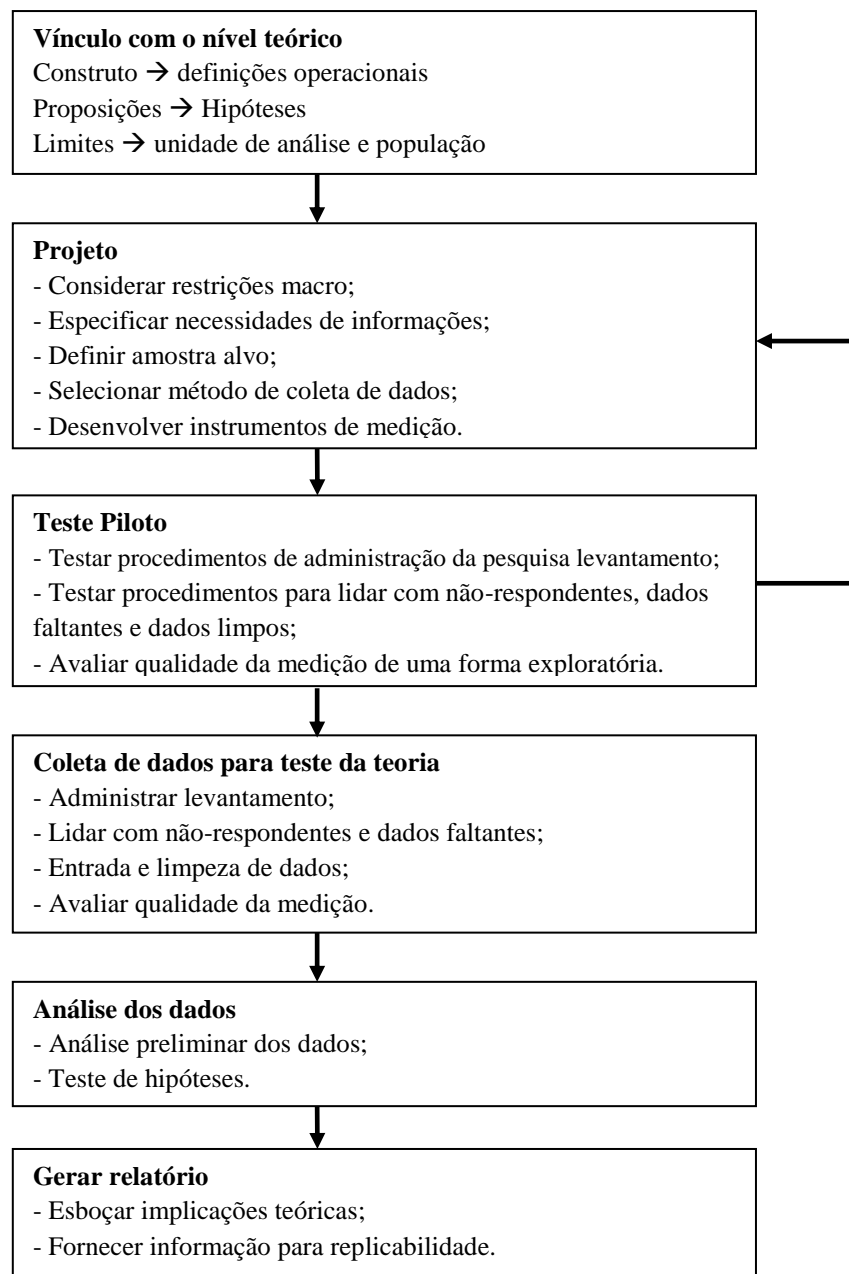 Vínculo com o nível teórico
Construto → definições operacionais
Proposições → Hipóteses
Limites → unidade de análise e população
Projeto
- Considerar restrições macro;
- Especificar necessidades de informações;
- Definir amostra alvo;
- Selecionar método de coleta de dados;
- Desenvolver instrumentos de medição.
Teste Piloto
- Testar procedimentos de administração da pesquisa levantamento;
- Testar procedimentos para lidar com não-respondentes, dados
faltantes e dados limpos;
- Avaliar qualidade da medição de uma forma exploratória.
Coleta de dados para teste da teoria
- Administrar levantamento;
- Lidar com não-respondentes e dados faltantes;
- Entrada e limpeza de dados;
- Avaliar qualidade da medição.
Análise dos dados
- Análise preliminar dos dados;
- Teste de hipóteses.
Gerar relatório
- Esboçar implicações teóricas;
- Fornecer informação para replicabilidade.